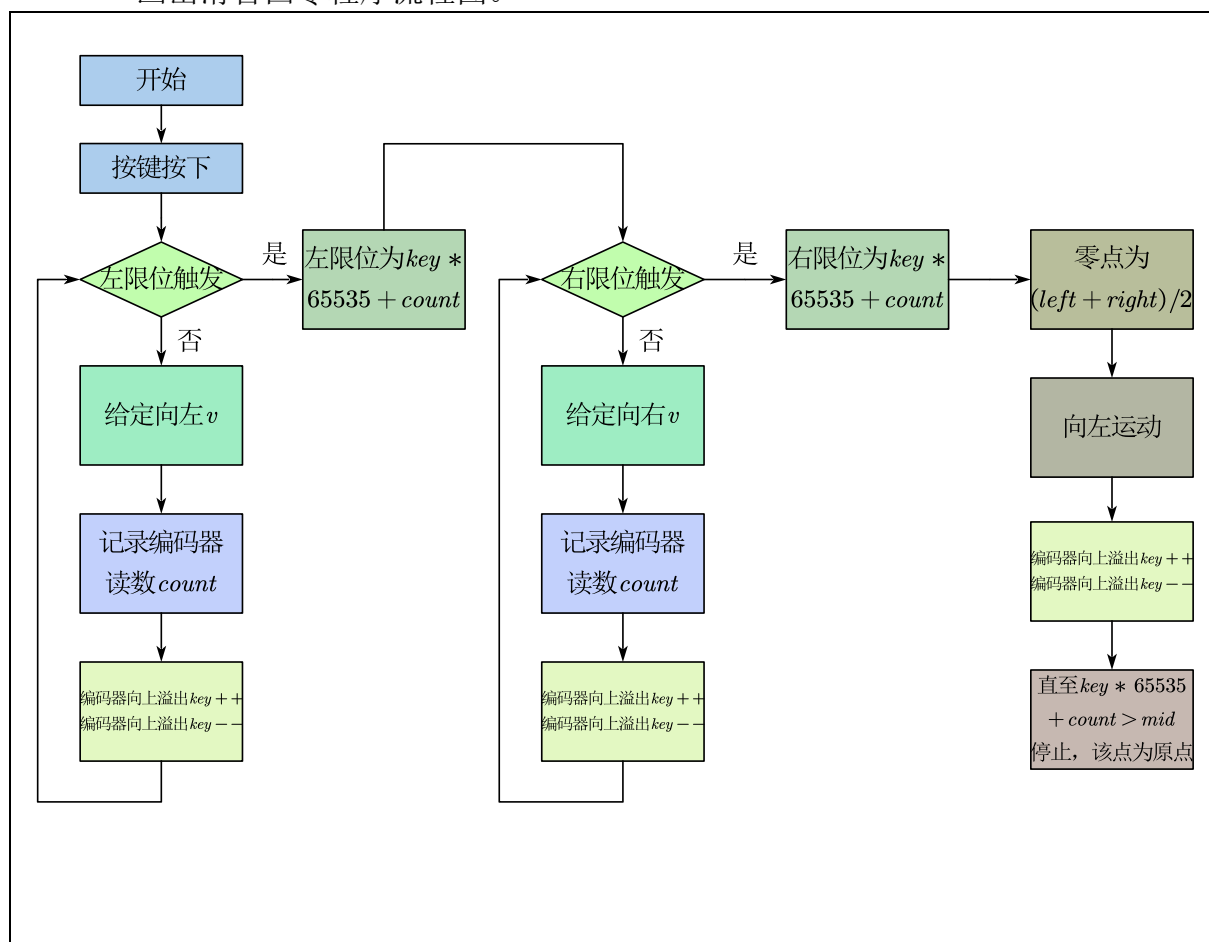 画出滑台回零程序流程图。
开始
按键按下
左限位触发
是
否
给定向左v
记录编码器
读数count
编码器向上溢出key++
编码器向上溢出key−−
左限位为key*
65535+count
右限位触发
是
否
给定向右v
记录编码器
读数count
编码器向上溢出key++
编码器向上溢出key−−
右限位为key*
65535+count
零点为
(left+right)/2
向左运动
编码器向上溢出key++
编码器向上溢出key−−
直至key*65535
+count>mid
停止，该点为原点